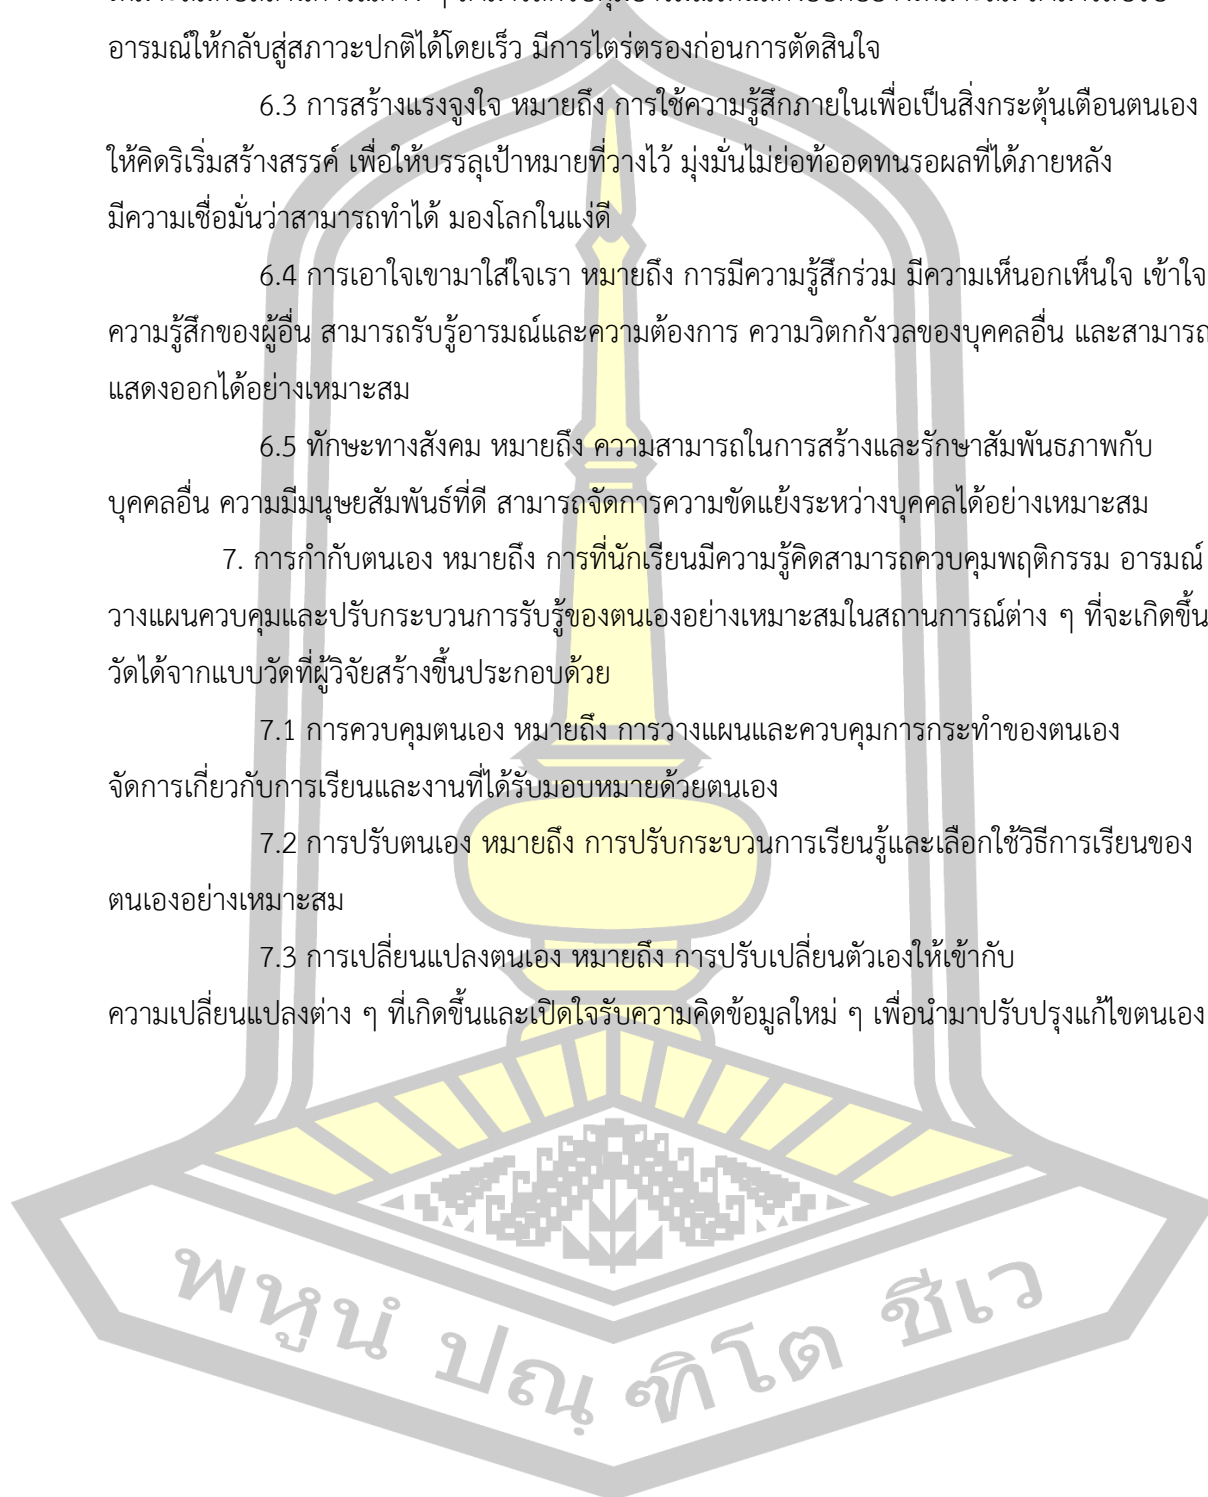 อารมณ์ให้กลับสู่สภาวะปกติได้โดยเร็ว มีการไตร่ตรองก่อนการตัดสินใจ
6.3 การสร้างแรงจูงใจ หมายถึง การใช้ความรู้สึกภายในเพื่อเป็นสิ่งกระตุ้นเตือนตนเอง
ให้คิดริเริ่มสร้างสรรค์ เพื่อให้บรรลุเป้าหมายที่วางไว้ มุ่งมั่นไม่ย่อท้ออดทนรอผลที่ได้ภายหลัง
มีความเชื่อมั่นว่าสามารถทำได้ มองโลกในแง่ดี
6.4 การเอาใจเขามาใส่ใจเรา หมายถึง การมีความรู้สึกร่วม มีความเห็นอกเห็นใจ เข้าใจ
ความรู้สึกของผู้อื่น สามารถรับรู้อารมณ์และความต้องการ ความวิตกกังวลของบุคคลอื่น และสามารถ
แสดงออกได้อย่างเหมาะสม
6.5 ทักษะทางสังคม หมายถึง ความสามารถในการสร้างและรักษาสัมพันธภาพกับ
บุคคลอื่น ความมีมนุษยสัมพันธ์ที่ดี สามารถจัดการความขัดแย้งระหว่างบุคคลได้อย่างเหมาะสม
7. การกำกับตนเอง หมายถึง การที่นักเรียนมีความรู้คิดสามารถควบคุมพฤติกรรม อารมณ์
วางแผนควบคุมและปรับกระบวนการรับรู้ของตนเองอย่างเหมาะสมในสถานการณ์ต่าง ๆ ที่จะเกิดขึ้น
วัดได้จากแบบวัดที่ผู้วิจัยสร้างขึ้นประกอบด้วย
7.1 การควบคุมตนเอง หมายถึง การวางแผนและควบคุมการกระทำของตนเอง
จัดการเกี่ยวกับการเรียนและงานที่ได้รับมอบหมายด้วยตนเอง
7.2 การปรับตนเอง หมายถึง การปรับกระบวนการเรียนรู้และเลือกใช้วิธีการเรียนของ
ตนเองอย่างเหมาะสม
7.3 การเปลี่ยนแปลงตนเอง หมายถึง การปรับเปลี่ยนตัวเองให้เข้ากับ
ความเปลี่ยนแปลงต่าง ๆ ที่เกิดขึ้นและเปิดใจรับความคิดข้อมูลใหม่ ๆ เพื่อนำมาปรับปรุงแก้ไขตนเอง
พหูนํ ปณฺฑิโต ชีเว